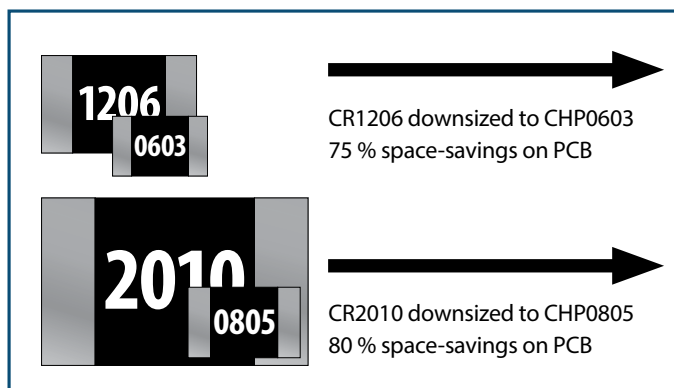 1206
0603
CR1206 downsized to CHP0603
75 % space-savings on PCB
2010
0805
CR2010 downsized to CHP0805
80 % space-savings on PCB